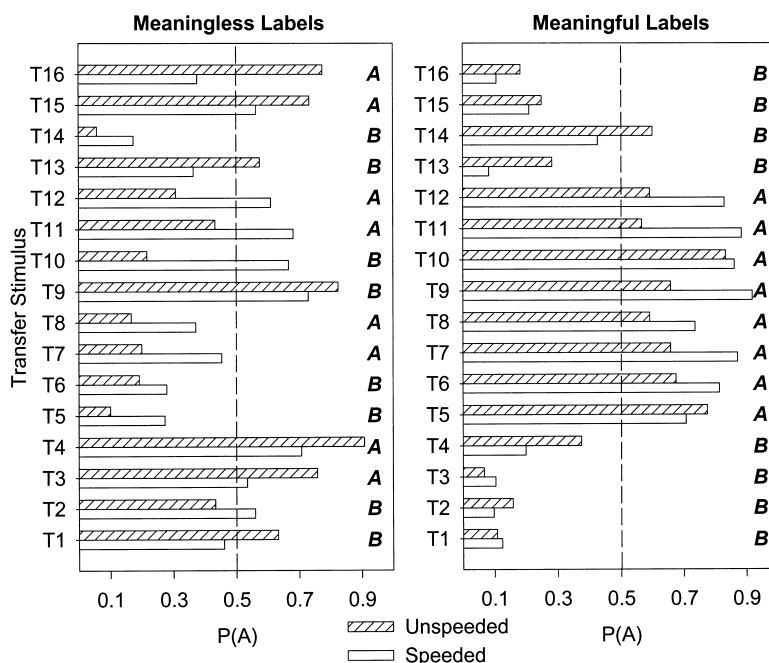 Meaningless Labels
Meaningful Labels
Transfer Stimulus
T16 A
T15 A
T14 B
T13 B
T12 A
T11 A
T10 B
T9 B
T8 A
T7 A
T6 B
T5 B
T4 A
T3 A
T2 B
T1 B
0.1 0.3 0.5 0.7 0.9
P(A)
T16 B
T15 B
T14 B
T13 B
T12 A
T11 A
T10 A
T9 A
T8 A
T7 A
T6 A
T5 A
T4 B
T3 B
T2 B
T1 B
0.1 0.3 0.5 0.7 0.9
P(A)
Unspeeded
Speeded